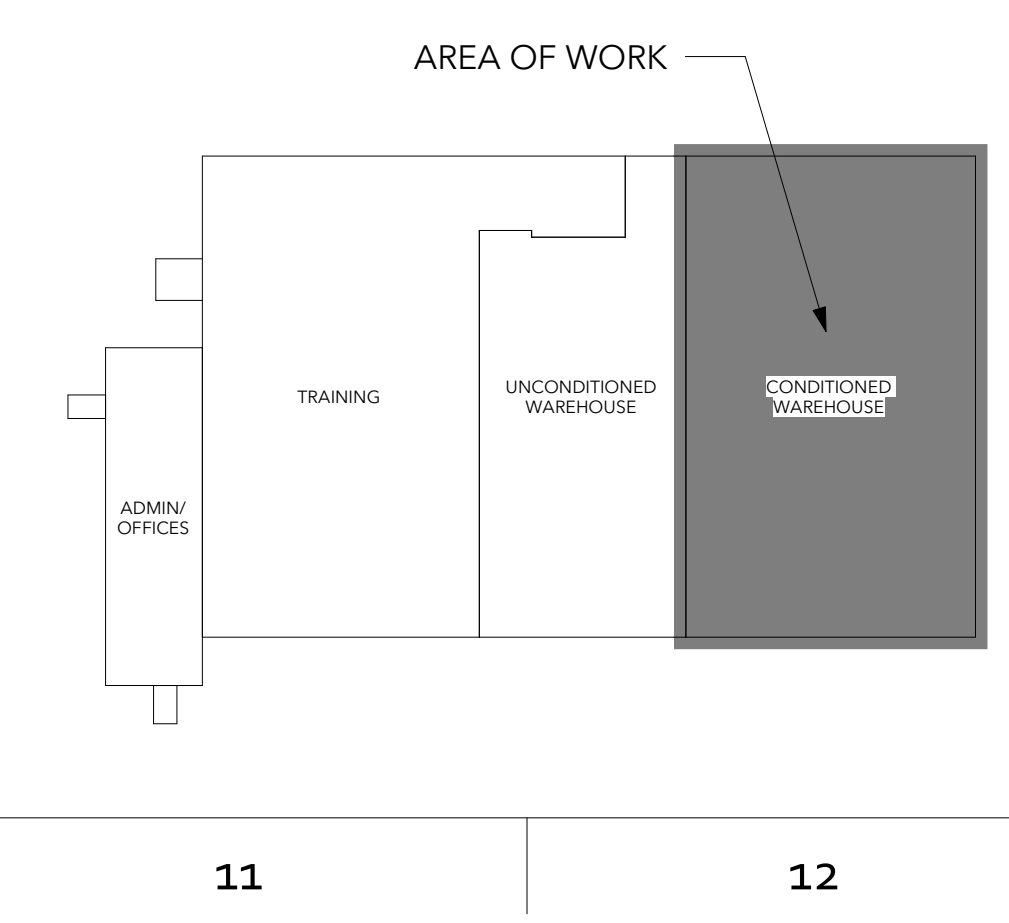 AREA OF WORK
TRAINING
UNCONDITIONED
WAREHOUSE
CONDITIONED
WAREHOUSE
ADMIN/
OFFICES
11
12